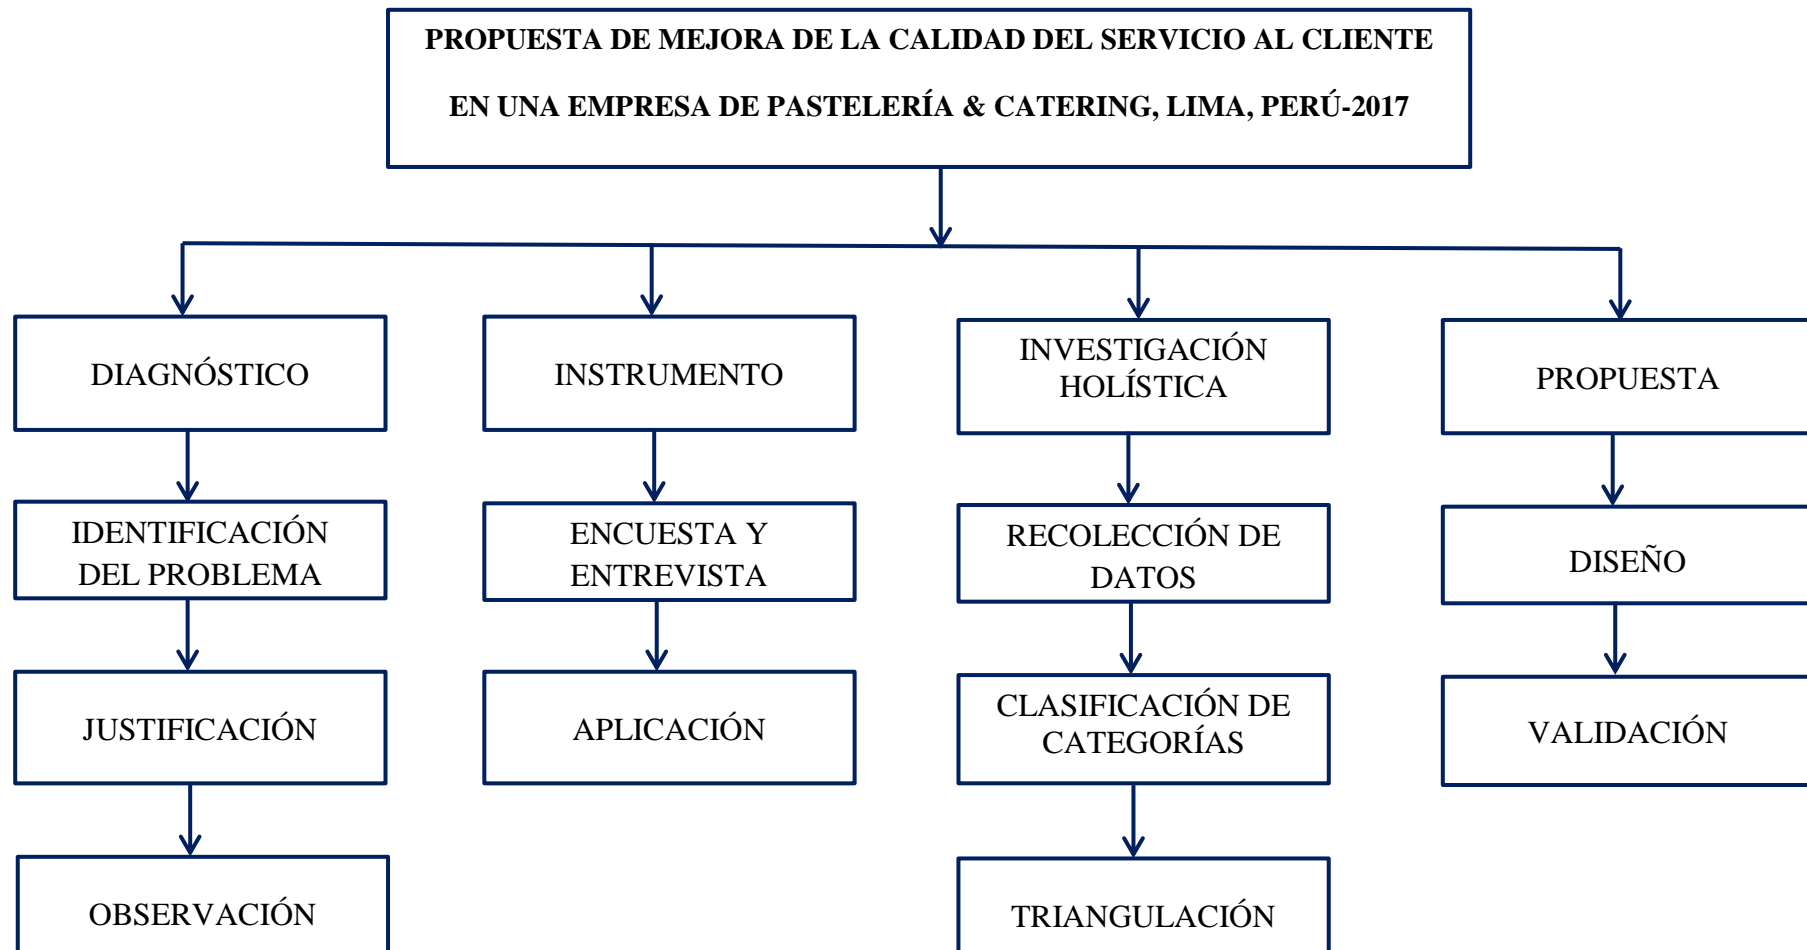 PROPUESTA DE MEJORA DE LA CALIDAD DEL SERVICIO AL CLIENTE
EN UNA EMPRESA DE PASTELERÍA & CATERING, LIMA, PERÚ-2017
DIAGNÓSTICO
INSTRUMENTO
INVESTIGACIÓN
HOLÍSTICA
PROPUESTA
IDENTIFICACIÓN
DEL PROBLEMA
ENCUESTA Y
ENTREVISTA
RECOLECCIÓN DE
DATOS
DISEÑO
JUSTIFICACIÓN
APLICACIÓN
CLASIFICACIÓN DE
CATEGORÍAS
VALIDACIÓN
OBSERVACIÓN
TRIANGULACIÓN